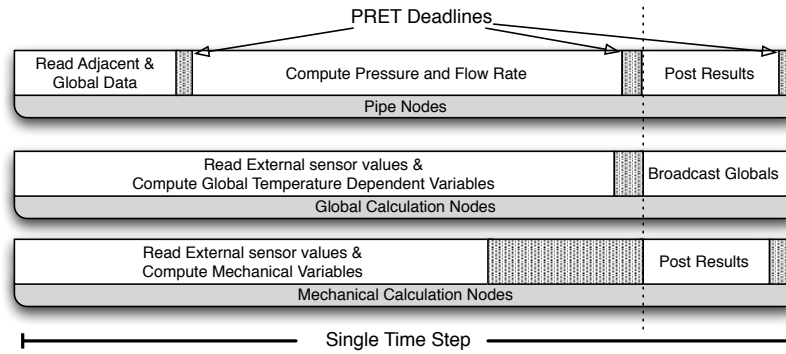 PRET Deadlines
Read Adjacent &
Global Data
Compute Pressure and Flow Rate
Post Results
Pipe Nodes
Read External sensor values &
Compute Global Temperature Dependent Variables
Broadcast Globals
Global Calculation Nodes
Read External sensor values &
Compute Mechanical Variables
Post Results
Mechanical Calculation Nodes
Single Time Step